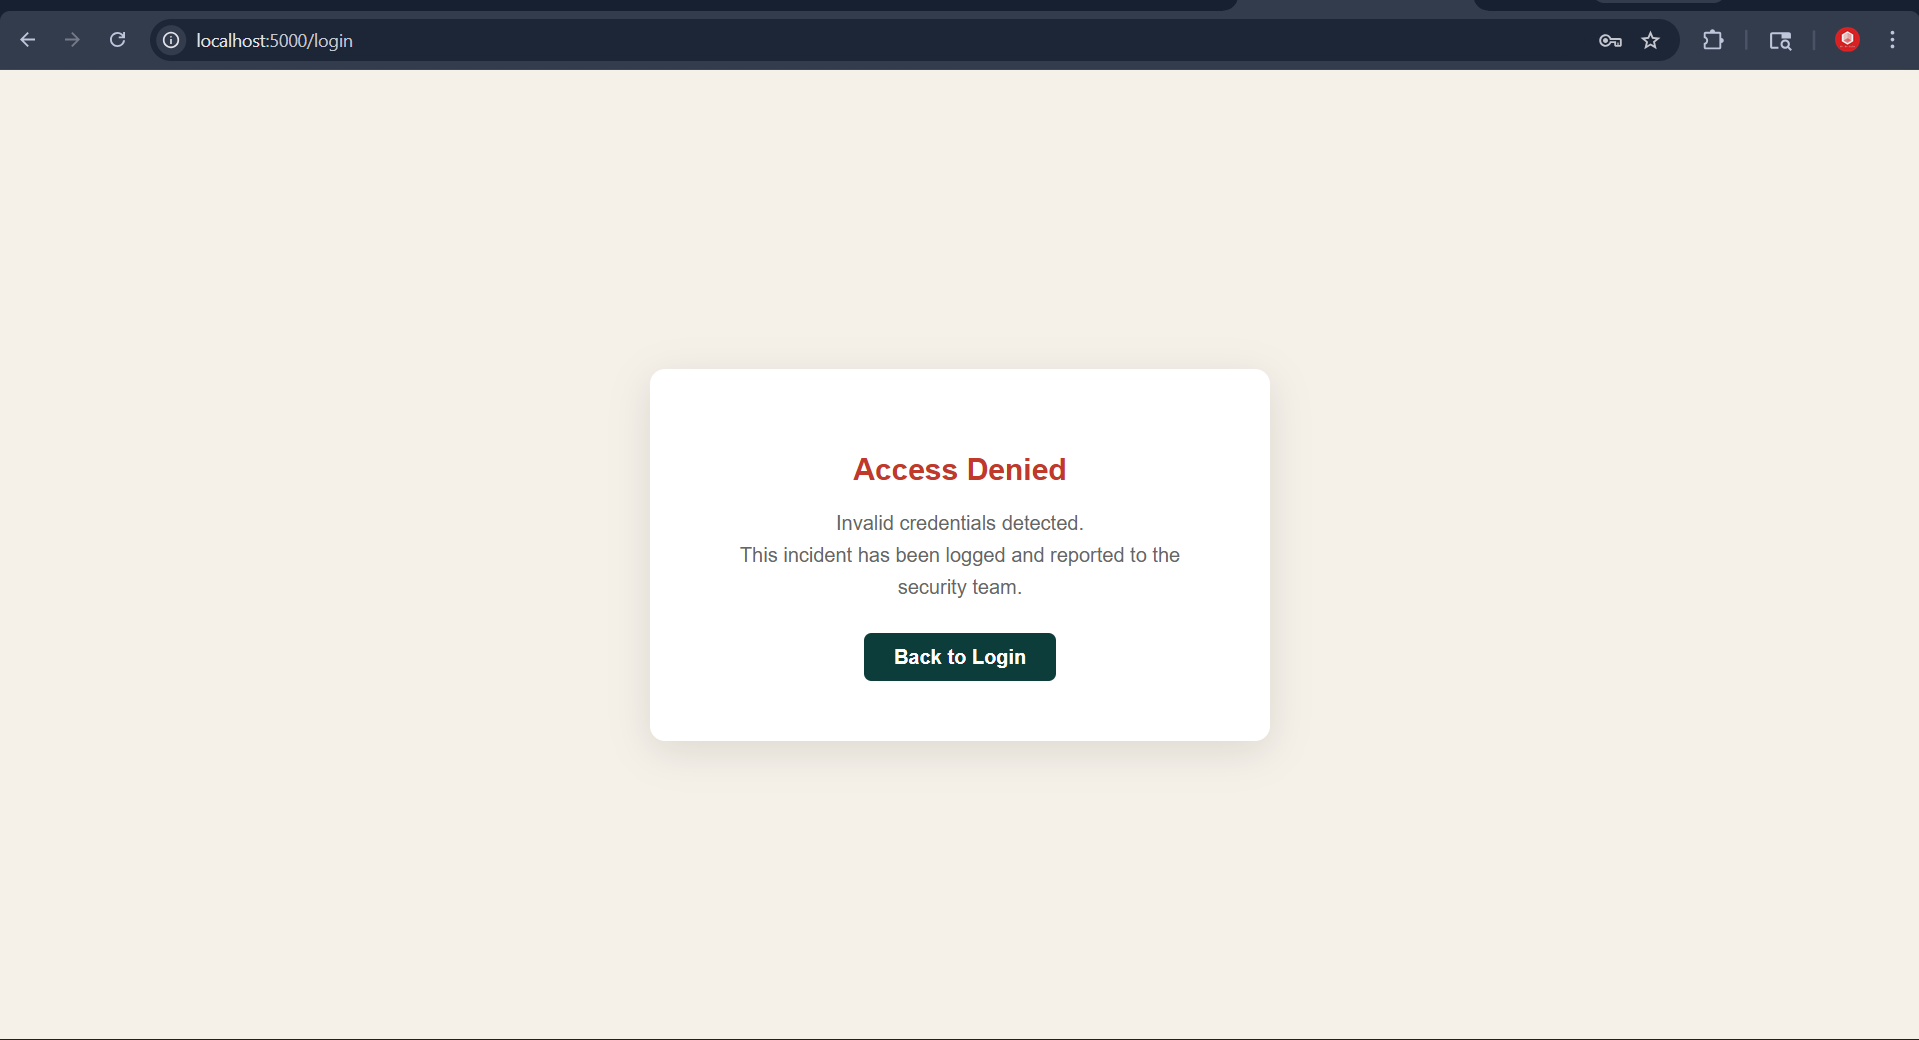 localhost:5000/login
Access Denied
Invalid credentials detected.
This incident has been logged and reported to the
security team.
Back to Login